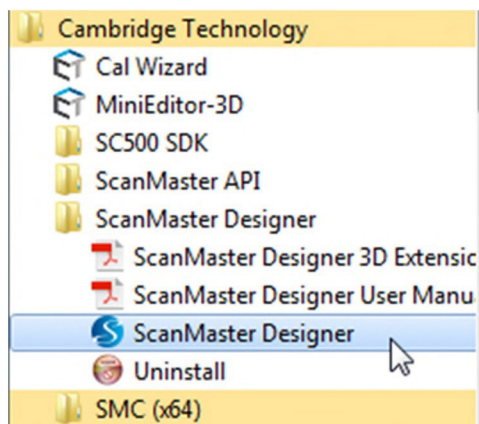 Cambridge Technology
Cal Wizard
MiniEditor-3D
SC500 SDK
ScanMaster API
ScanMaster Designer
ScanMaster Designer 3D Extensic
ScanMaster Designer User Manu
ScanMaster Designer
Uninstall
SMC (x64)